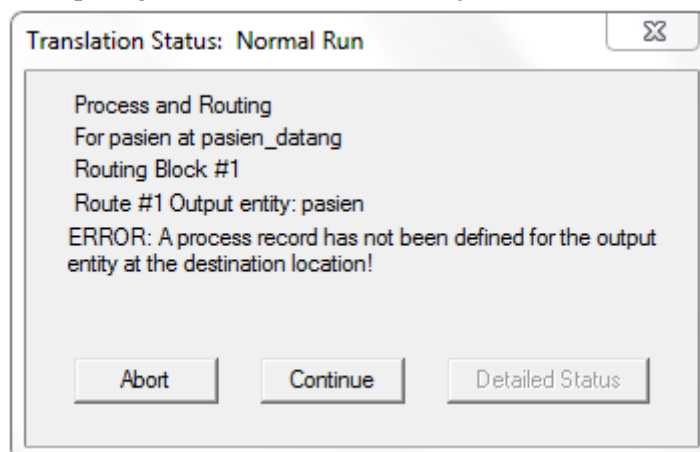 Translation Status: Normal Run
Process and Routing
For pasien at pasien_datang
Routing Block #1
Route #1 Output entity: pasien
ERROR: A process record has not been defined for the output
entity at the destination location!
Abort Continue Detailed Status